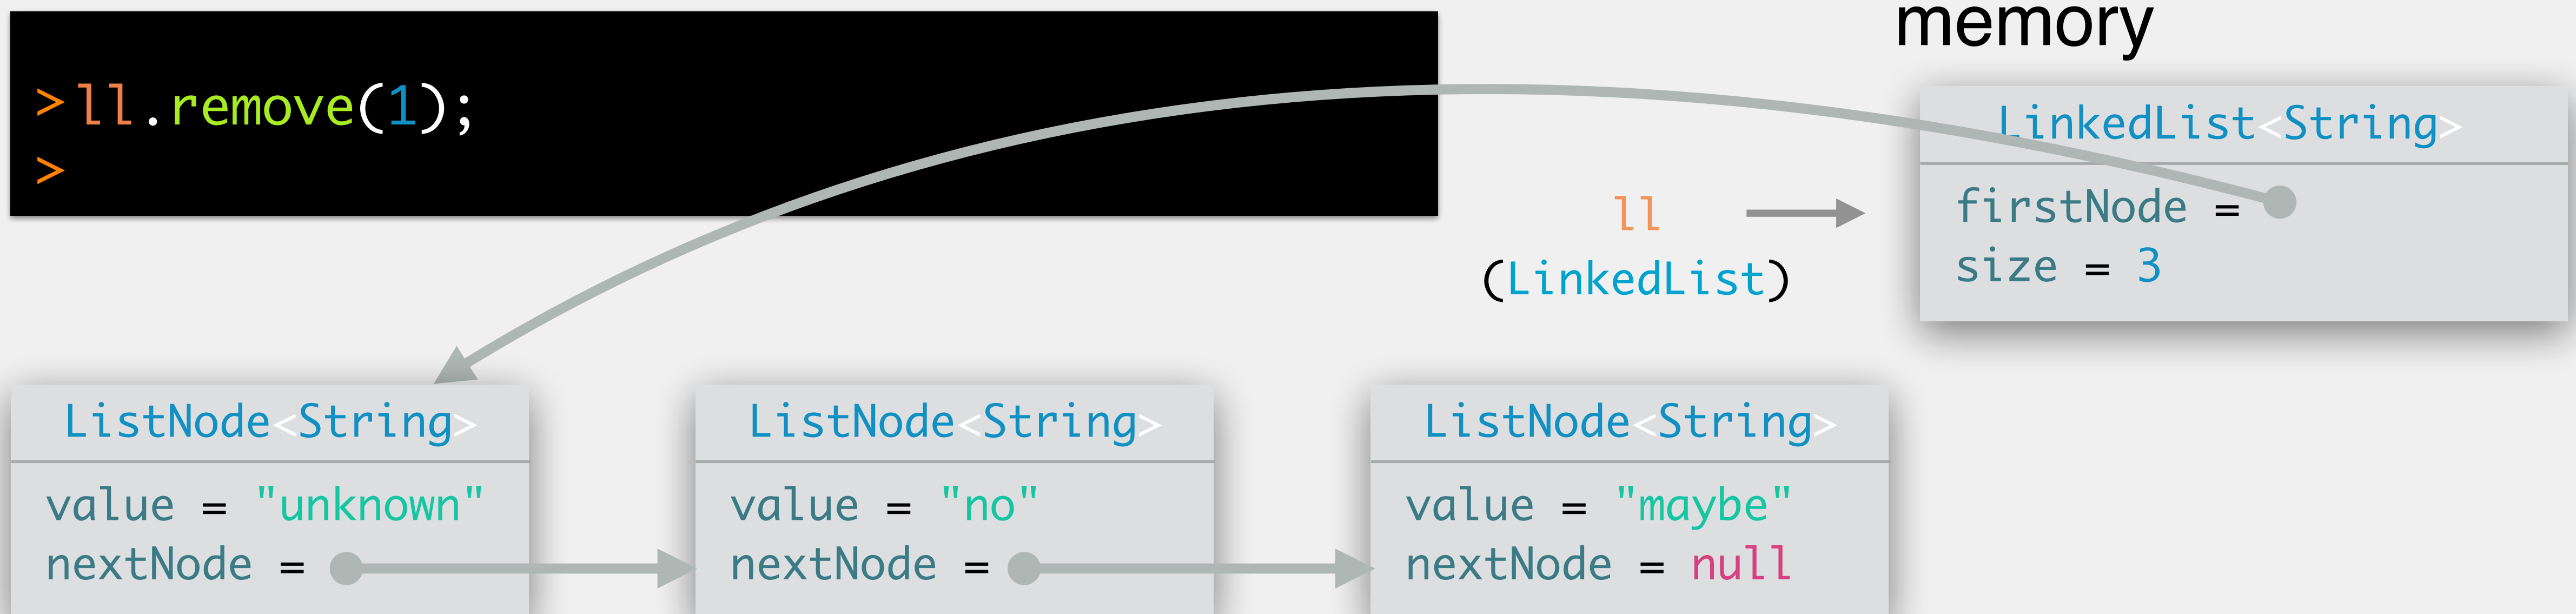 memory
>ll.remove(1);
>
LinkedList<String>
firstNode =
size = 3
ll
(LinkedList)
ListNode<String>
value = "unknown"
nextNode =
ListNode<String>
value = "no"
nextNode =
ListNode<String>
value = "maybe"
nextNode = null